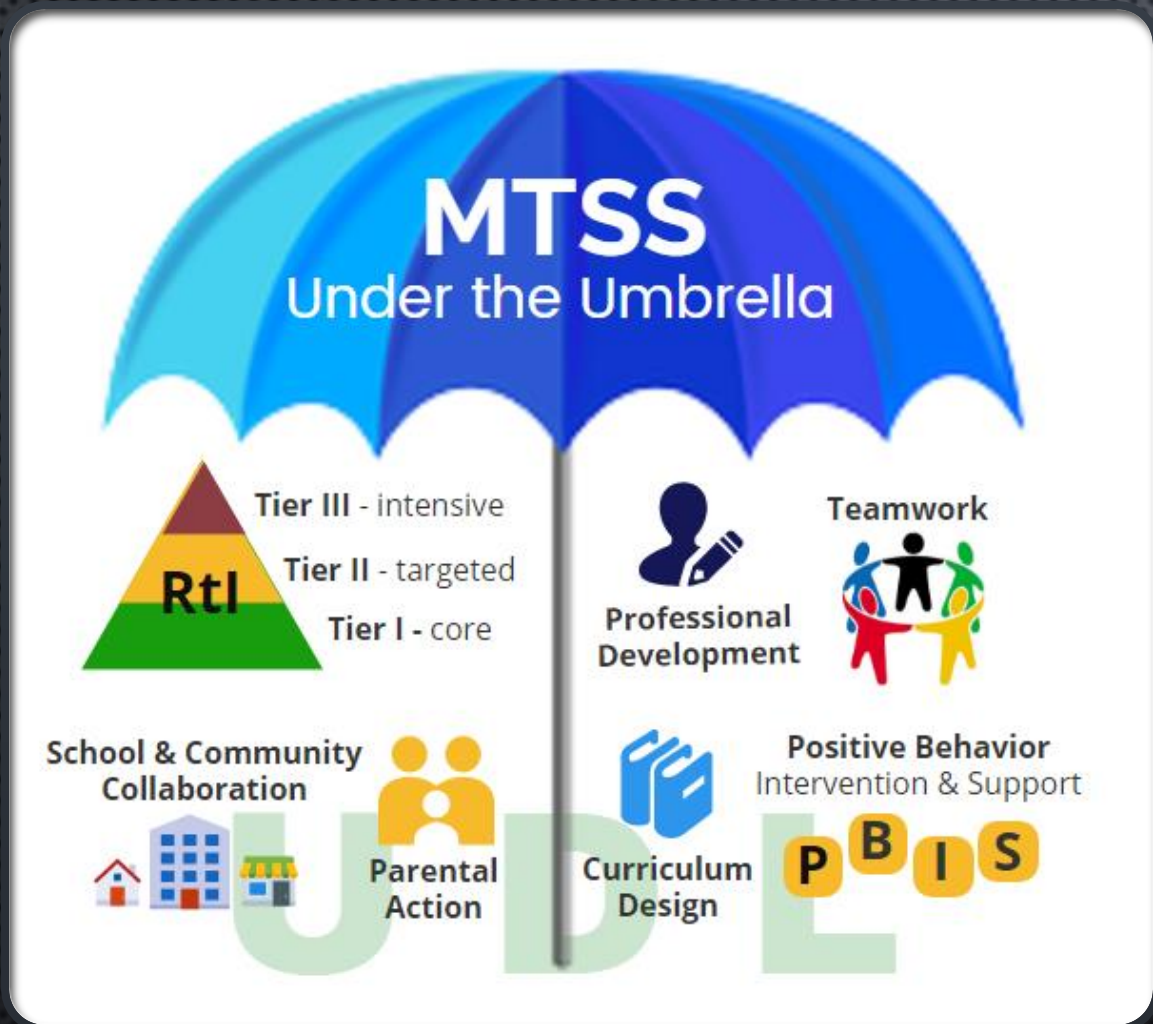 MTSS
Under the Umbrella
RtI
Tier III - intensive
Tier II - targeted
Tier I - core
Professional
Development
Teamwork
School & Community
Collaboration
Parental
Action
Curriculum
Design
Positive Behavior
Intervention & Support
P B I S
UDL